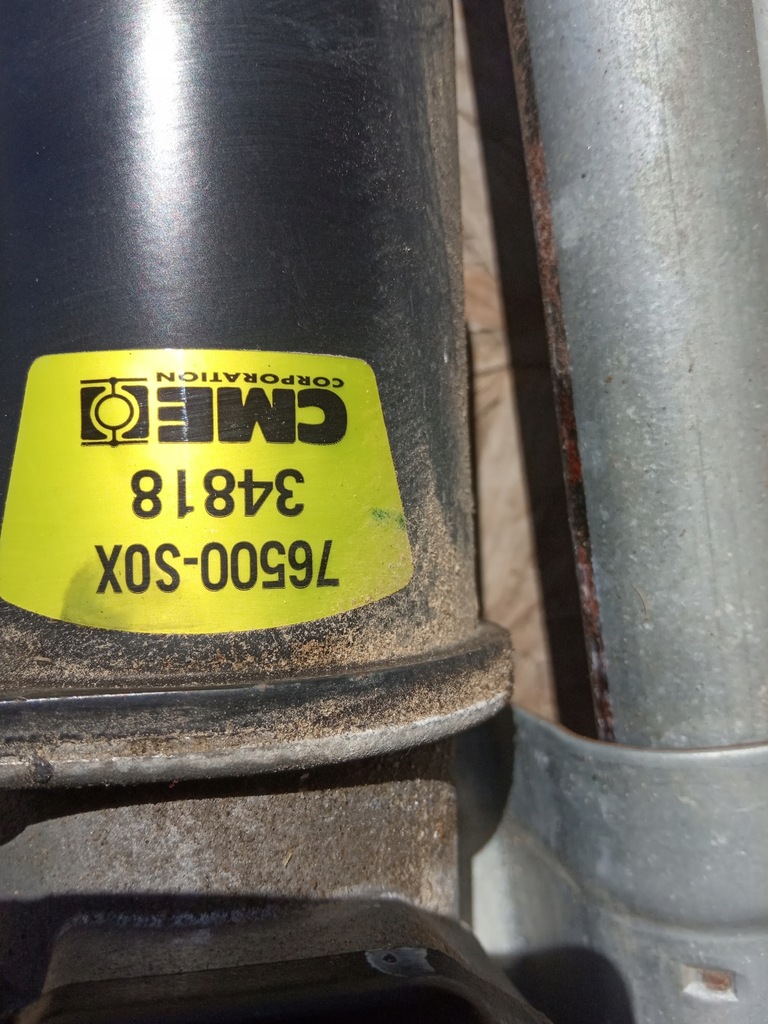 76500-S0X
34818
CME
CORPORATION